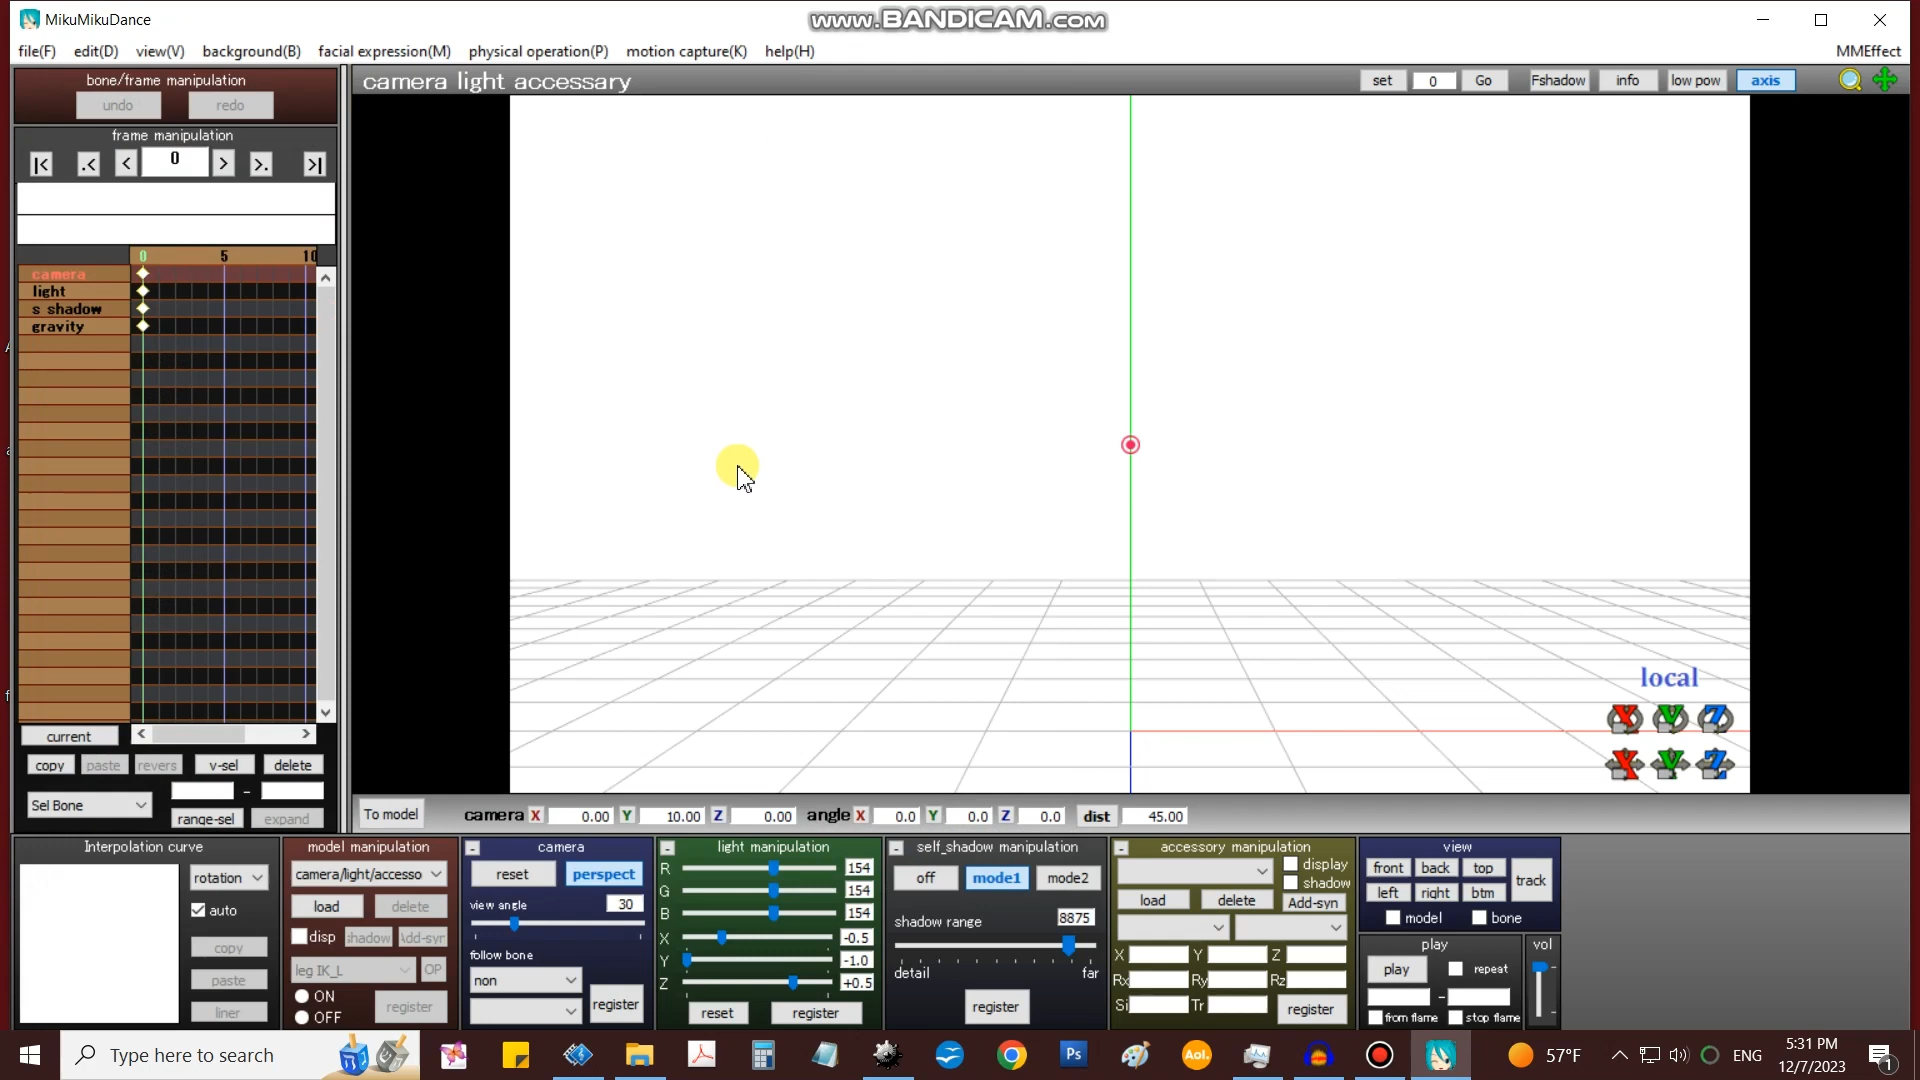 MikuMikuDance
www.BANDICAM.com
file(F) edit(D) view(V) background(B) facial expression(M) physical operation(P) motion capture(K) help(H)
MMEffect
bone/frame manipulation
undo redo
camera light accessary
set 0 Go Fshadow info low pow axis
frame manipulation
|< .< < 0 > >. >|
0 5 10
camera
light
s shadow
gravity
local
X Y Z
X Y Z
current < >
copy paste revers v-sel delete
Sel Bone -
range-sel expand
To model camera X 0.00 Y 10.00 Z 0.00 angle X 0.0 Y 0.0 Z 0.0 dist 45.00
Interpolation curve
rotation
auto
copy
paste
liner
model manipulation
camera/light/accesso
load delete
disp shadow Add-syn
leg IK_L OP
ON
OFF
register
- camera
reset perspect
view angle 30
follow bone
non
register
- light manipulation
R 154
G 154
B 154
X -0.5
Y -1.0
Z +0.5
reset register
- self_shadow manipulation
off mode1 mode2
shadow range 8875
detail far
register
- accessory manipulation
display
shadow
load delete Add-syn
X Y Z
Rx Ry Rz
Si Tr register
view
front back top
left right btm
track
model bone
play
play repeat
-
from flame stop flame
vol
Type here to search
Ps
Aol.
57°F
ENG
5:31 PM
12/7/2023
1